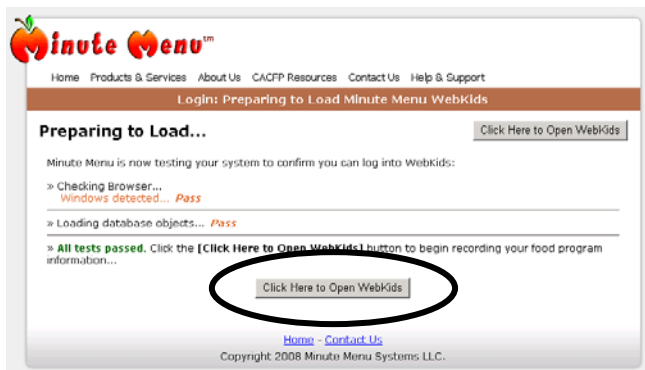 Minute Menu™
Home Products & Services About Us CACFP Resources Contact Us Help & Support
Login: Preparing to Load Minute Menu WebKids
Preparing to Load...
Click Here to Open WebKids
Minute Menu is now testing your system to confirm you can log into WebKids:
» Checking Browser...
Windows detected... Pass
» Loading database objects... Pass
» All tests passed. Click the [Click Here to Open WebKids] button to begin recording your food program
information...
Click Here to Open WebKids
Home - Contact Us
Copyright 2008 Minute Menu Systems LLC.